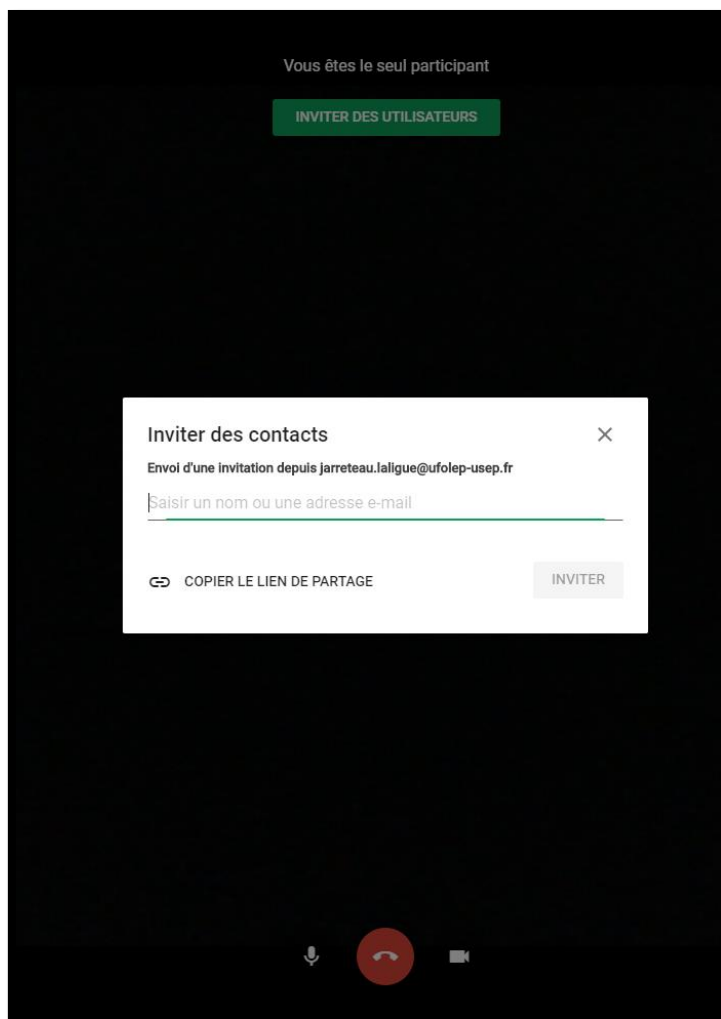 Vous êtes le seul participant
INVITER DES UTILISATEURS
Inviter des contacts
Envoi d'une invitation depuis jarreteau.laligue@ufolep-usep.fr
Saisir un nom ou une adresse e-mail
COPIER LE LIEN DE PARTAGE
INVITER